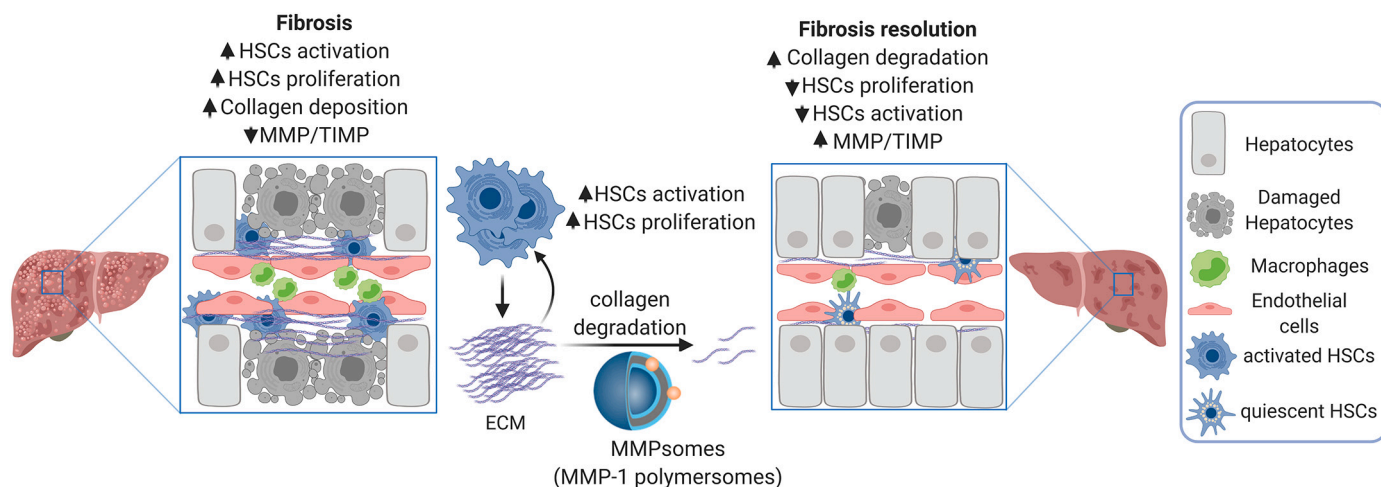 Fibrosis
HSCs activation
HSCs proliferation
Collagen deposition
MMP/TIMP
HSCs activation
HSCs proliferation
ECM
collagen
degradation
MMPsomes
(MMP-1 polymersomes)
Fibrosis resolution
Collagen degradation
HSCs proliferation
HSCs activation
MMP/TIMP
Hepatocytes
Damaged
Hepatocytes
Macrophages
Endothelial
cells
activated HSCs
quiescent HSCs